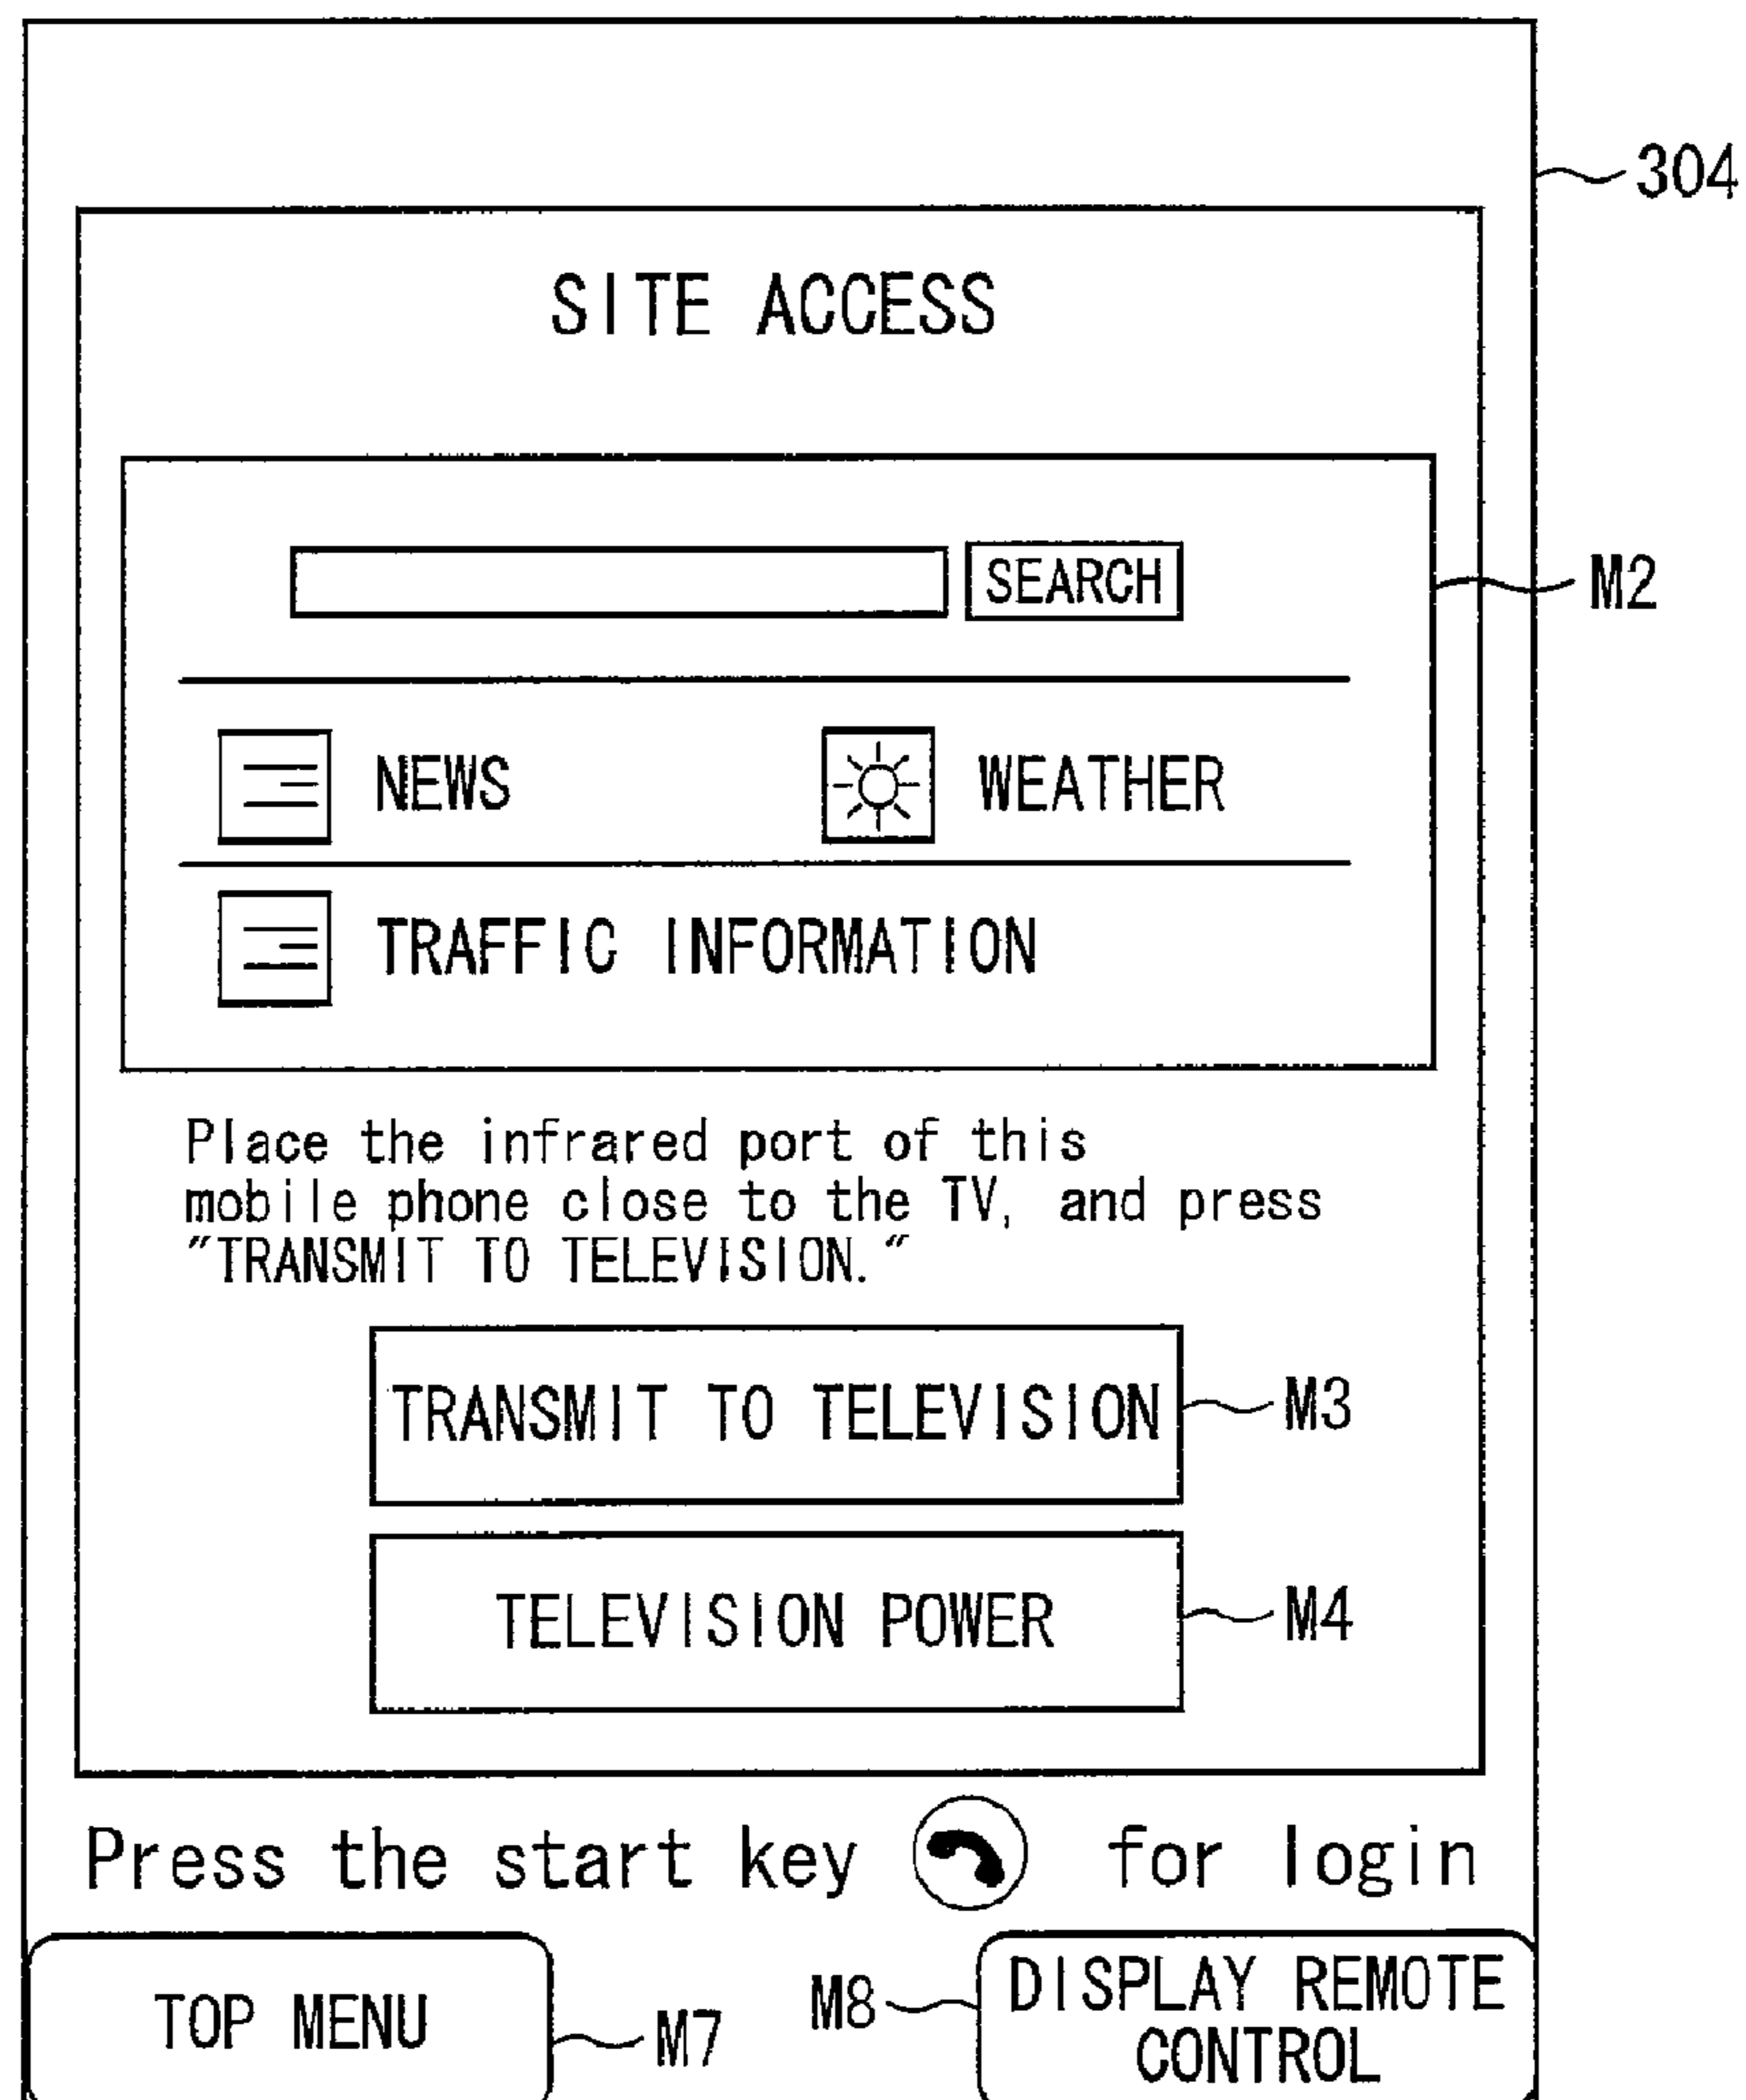 304
SITE ACCESS
SEARCH
M2
NEWS
WEATHER
TRAFFIC INFORMATION
Place the infrared port of this
mobile phone close to the TV, and press
"TRANSMIT TO TELEVISION."
TRANSMIT TO TELEVISION
M3
TELEVISION POWER
M4
Press the start key for login
TOP MENU
M7
M8
DISPLAY REMOTE
CONTROL